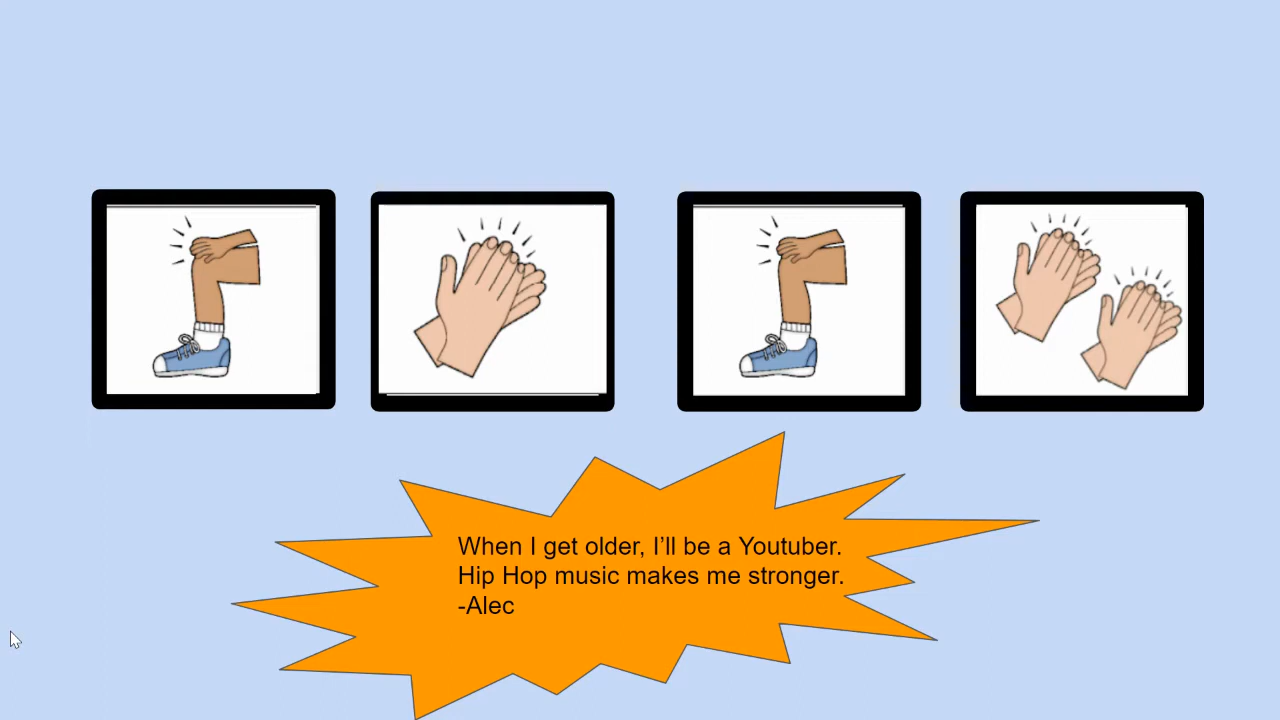 When I get older, I’ll be a Youtuber.
Hip Hop music makes me stronger.
-Alec